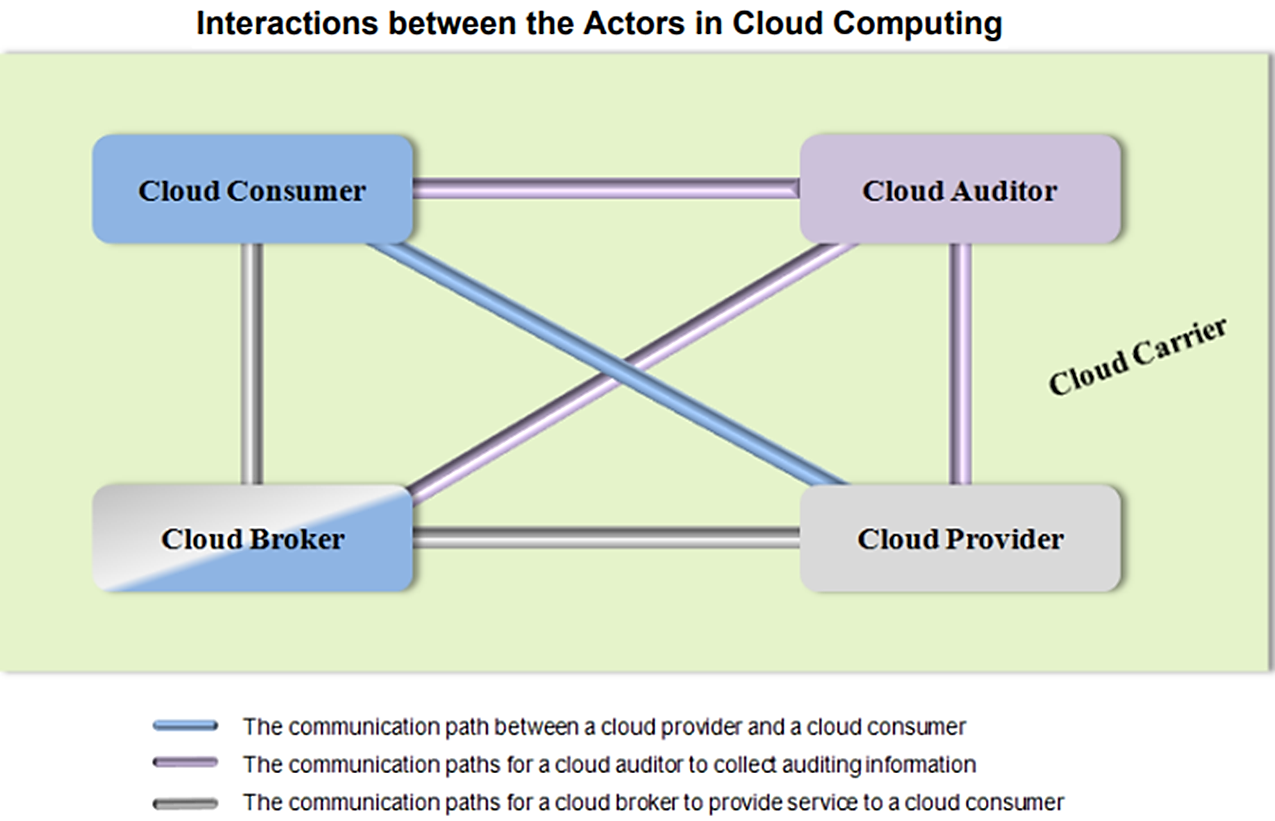 Interactions between the Actors in Cloud Computing
Cloud Consumer
Cloud Auditor
Cloud Carrier
Cloud Broker
Cloud Provider
The communication path between a cloud provider and a cloud consumer
The communication paths for a cloud auditor to collect auditing information
The communication paths for a cloud broker to provide service to a cloud consumer